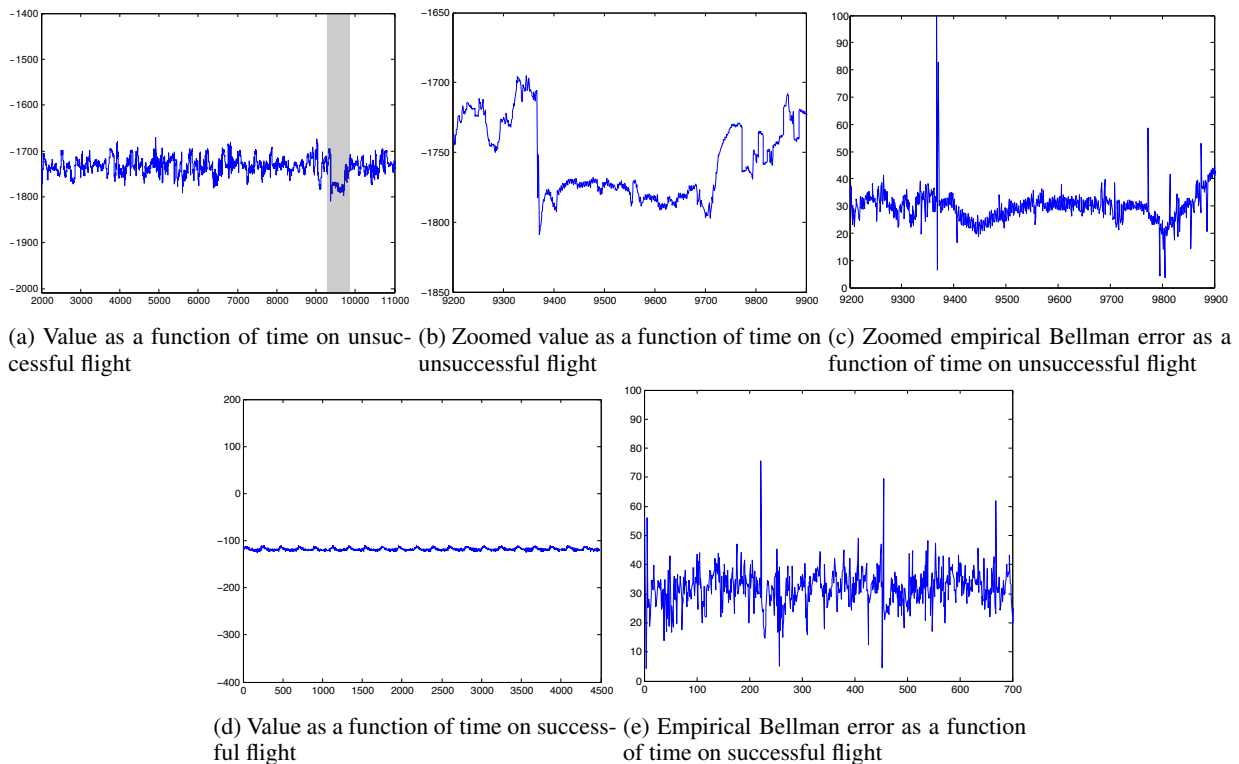 −1400
−1500
−1600
−1700
−1800
−1900
−2000
2000 3000 4000 5000 6000 7000 8000 9000 10000 11000
−1650
−1700
−1750
−1800
−1850
9200 9300 9400 9500 9600 9700 9800 9900
100
90
80
70
60
50
40
30
20
10
0
9200 9300 9400 9500 9600 9700 9800 9900
(a) Value as a function of time on unsuc-
cessful flight
(b) Zoomed value as a function of time on
unsuccessful flight
(c) Zoomed empirical Bellman error as a
function of time on unsuccessful flight
200
100
0
−100
−200
−300
−400
0 500 1000 1500 2000 2500 3000 3500 4000 4500
100
90
80
70
60
50
40
30
20
10
0
0 100 200 300 400 500 600 700
(d) Value as a function of time on success-
ful flight
(e) Empirical Bellman error as a function
of time on successful flight